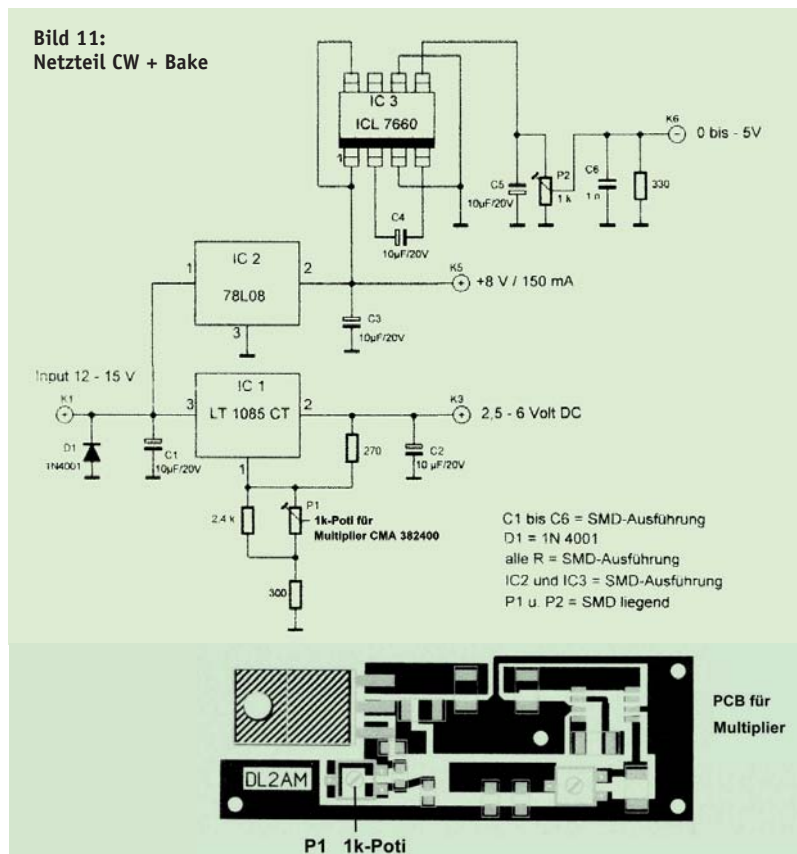 Bild 11:
Netzteil CW + Bake
IC 3
ICL 7660
1
K6
0 bis - 5V
C5
10µF/20V
P2
1 k
C6
1 n
330
C4
10µF/20V
IC 2
1
2
78L08
3
K5
+8 V / 150 mA
C3
10µF/20V
Input 12 - 15 V
K1
IC 1
3
LT 1085 CT
2
1
K3
2,5 - 6 Volt DC
D1
1N4001
C1
10µF/20V
270
C2
10 µF/20V
2.4 k
P1
1k-Poti für
Multiplier CMA 382400
300
C1 bis C6 = SMD-Ausführung
D1 = 1N 4001
alle R = SMD-Ausführung
IC2 und IC3 = SMD-Ausführung
P1 u. P2 = SMD liegend
PCB für
Multiplier
DL2AM
P1 1k-Poti